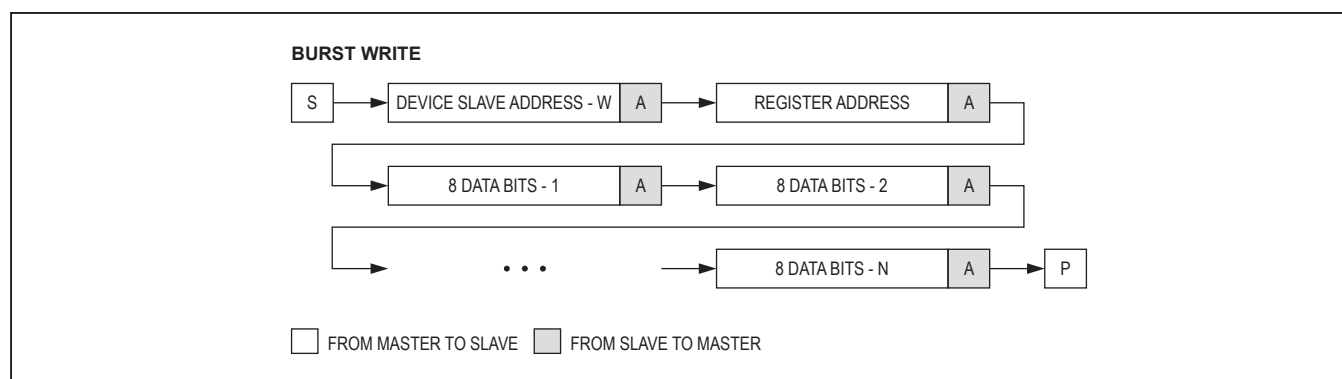 BURST WRITE
S DEVICE SLAVE ADDRESS - W A REGISTER ADDRESS A
8 DATA BITS - 1 A 8 DATA BITS - 2 A
• • • 8 DATA BITS - N A P
FROM MASTER TO SLAVE FROM SLAVE TO MASTER